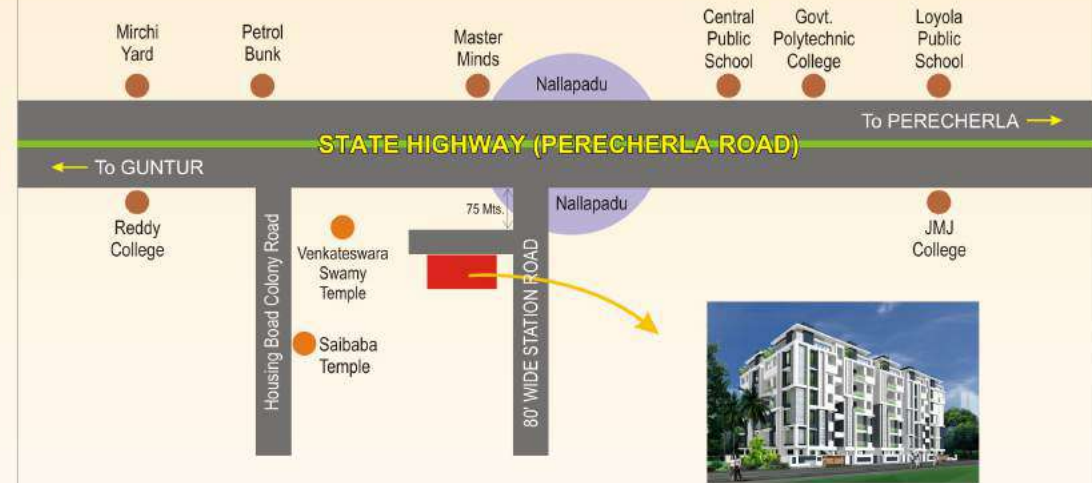 Mirchi
Yard
Petrol
Bunk
Master
Minds
Nallapadu
Central
Public
School
Govt.
Polytechnic
College
Loyola
Public
School
To PERECHERLA
STATE HIGHWAY (PERECHERLA ROAD)
To GUNTUR
Reddy
College
Housing Boad Colony Road
Venkateswara
Swamy
Temple
Saibaba
Temple
75 Mts.
80' WIDE STATION ROAD
Nallapadu
JMJ
College